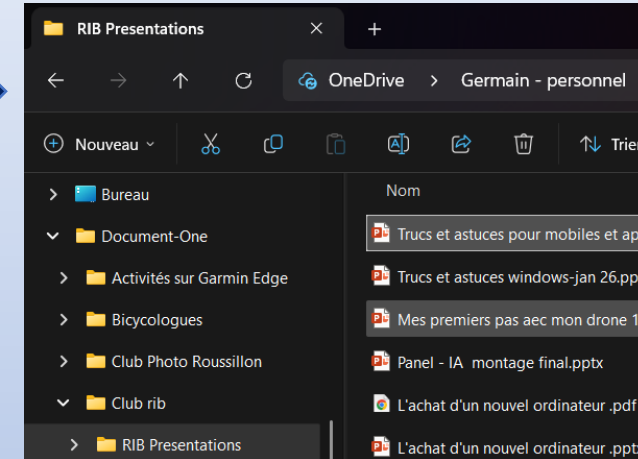 RIB Presentations
OneDrive > Germain - personnel
Nouveau
Trier
Bureau
Document-One
Activités sur Garmin Edge
Bicycologues
Club Photo Roussillon
Club rib
RIB Presentations
Nom
Trucs et astuces pour mobiles et ap
Trucs et astuces windows-jan 26.pp
Mes premiers pas aec mon drone 1
Panel - IA montage final.pptx
L'achat d'un nouvel ordinateur .pdf
L'achat d'un nouvel ordinateur .pptx